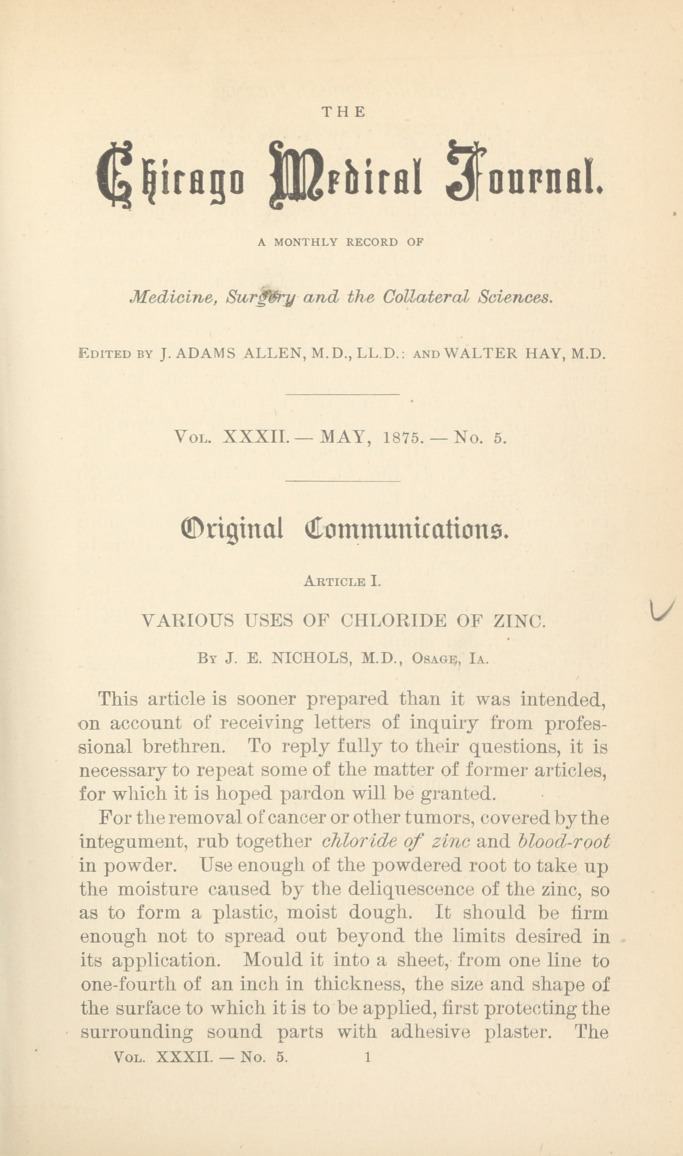 THE
Chicago Medical Journal.
A MONTHLY RECORD OF
Medicine, Surgery and the Collateral Sciences.
EDITED BY J. ADAMS ALLEN, M.D., LL.D.: AND WALTER HAY, M.D.
VOL. XXXII. — MAY, 1875. — No. 5.
Original Communications.
ARTICLE I.
VARIOUS USES OF CHLORIDE OF ZINC.
BY J. E. NICHOLS, M.D., OSAGE, IA.
This article is sooner prepared than it was intended,
on account of receiving letters of inquiry from profes-
sional brethren. To reply fully to their questions, it is
necessary to repeat some of the matter of former articles,
for which it is hoped pardon will be granted.
For the removal of cancer or other tumors, covered by the
integument, rub together chloride of zinc and blood-root
in powder. Use enough of the powdered root to take up
the moisture caused by the deliquescence of the zinc, so
as to form a plastic, moist dough. It should be firm
enough not to spread out beyond the limits desired in
its application. Mould it into a sheet, from one line to
one-fourth of an inch in thickness, the size and shape of
the surface to which it is to be applied, first protecting the
surrounding sound parts with adhesive plaster. The
VOL. XXXII. — No. 5. 1